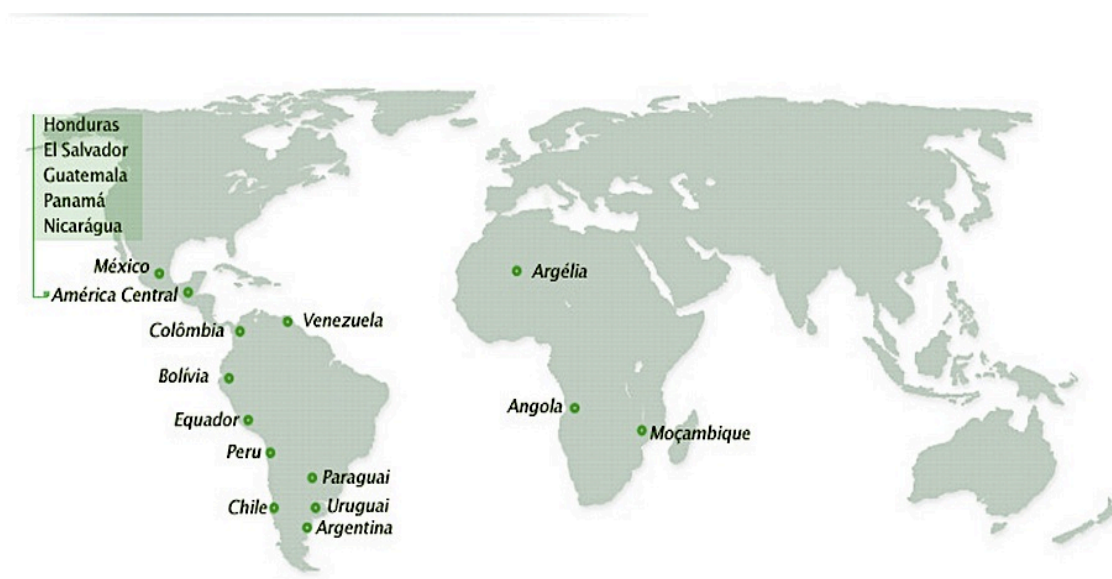 Honduras
El Salvador
Guatemala
Panamá
Nicarágua
México
América Central
Colômbia
Venezuela
Bolívia
Equador
Peru
Paraguai
Chile
Uruguai
Argentina
Argélia
Angola
Moçambique